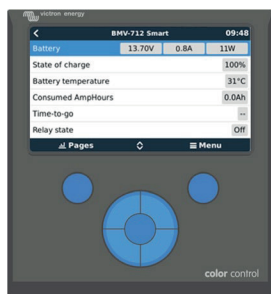 victron energy
BMV-712 Smart 09:48
Battery 13.70V 0.8A 11W
State of charge 100%
Battery temperature 31°C
Consumed AmpHours 0.0Ah
Time-to-go --
Relay state Off
Pages Menu
color control